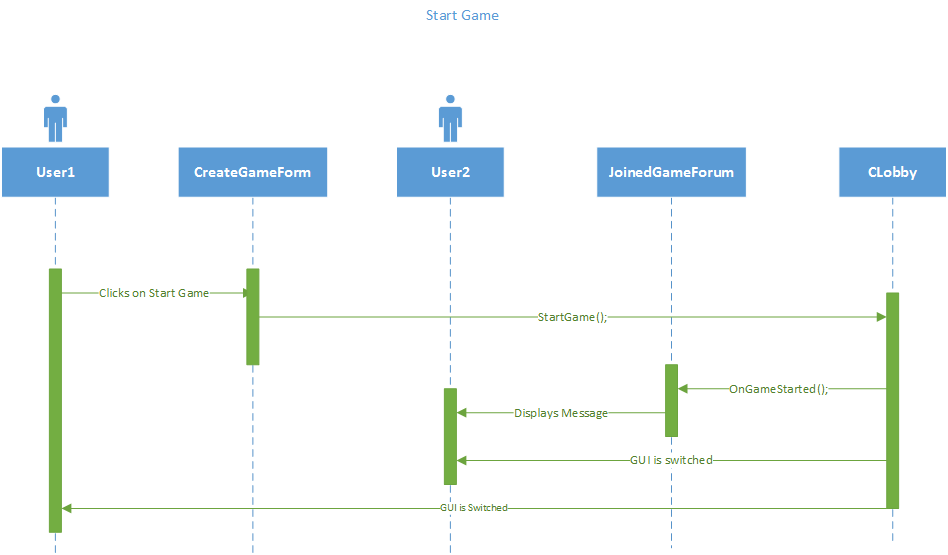 Start Game
User1
CreateGameForm
User2
JoinedGameForum
CLobby
Clicks on Start Game
StartGame();
OnGameStarted();
Displays Message
GUI is switched
GUI is Switched